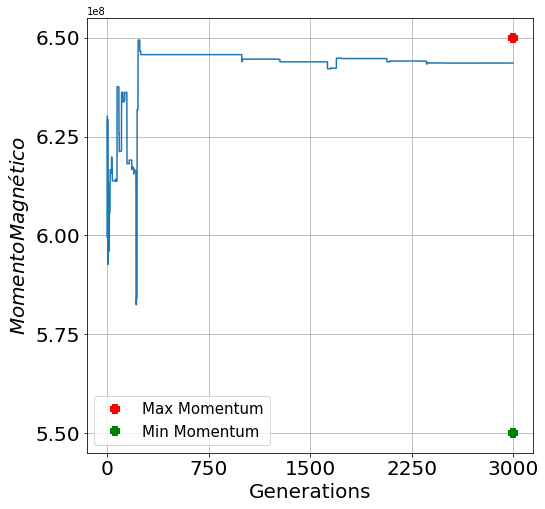 1e8
6.50
6.25
6.00
5.75
5.50
MomentoMagnético
Max Momentum
Min Momentum
0 750 1500 2250 3000
Generations